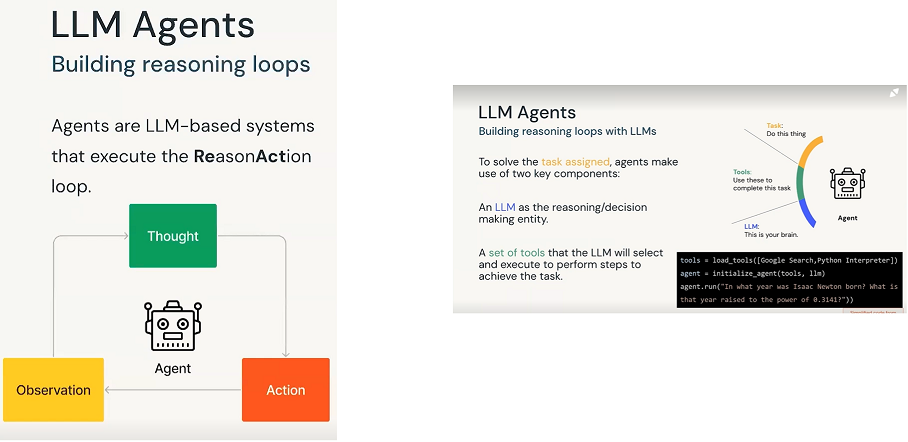 LLM Agents
Building reasoning loops
Agents are LLM-based systems
that execute the ReasonAction
loop.
Thought
Agent
Observation
Action
LLM Agents
Building reasoning loops with LLMs
To solve the task assigned, agents make
use of two key components:
An LLM as the reasoning/decision
making entity.
A set of tools that the LLM will select
and execute to perform steps to
achieve the task.
Task:
Do this thing
Tools:
Use these to
complete this task
LLM:
This is your brain.
Agent
tools = load_tools([Google Search,Python Interpreter])
agent = initialize_agent(tools, llm)
agent.run("In what year was Isaac Newton born? What is
that year raised to the power of 0.3141?"))